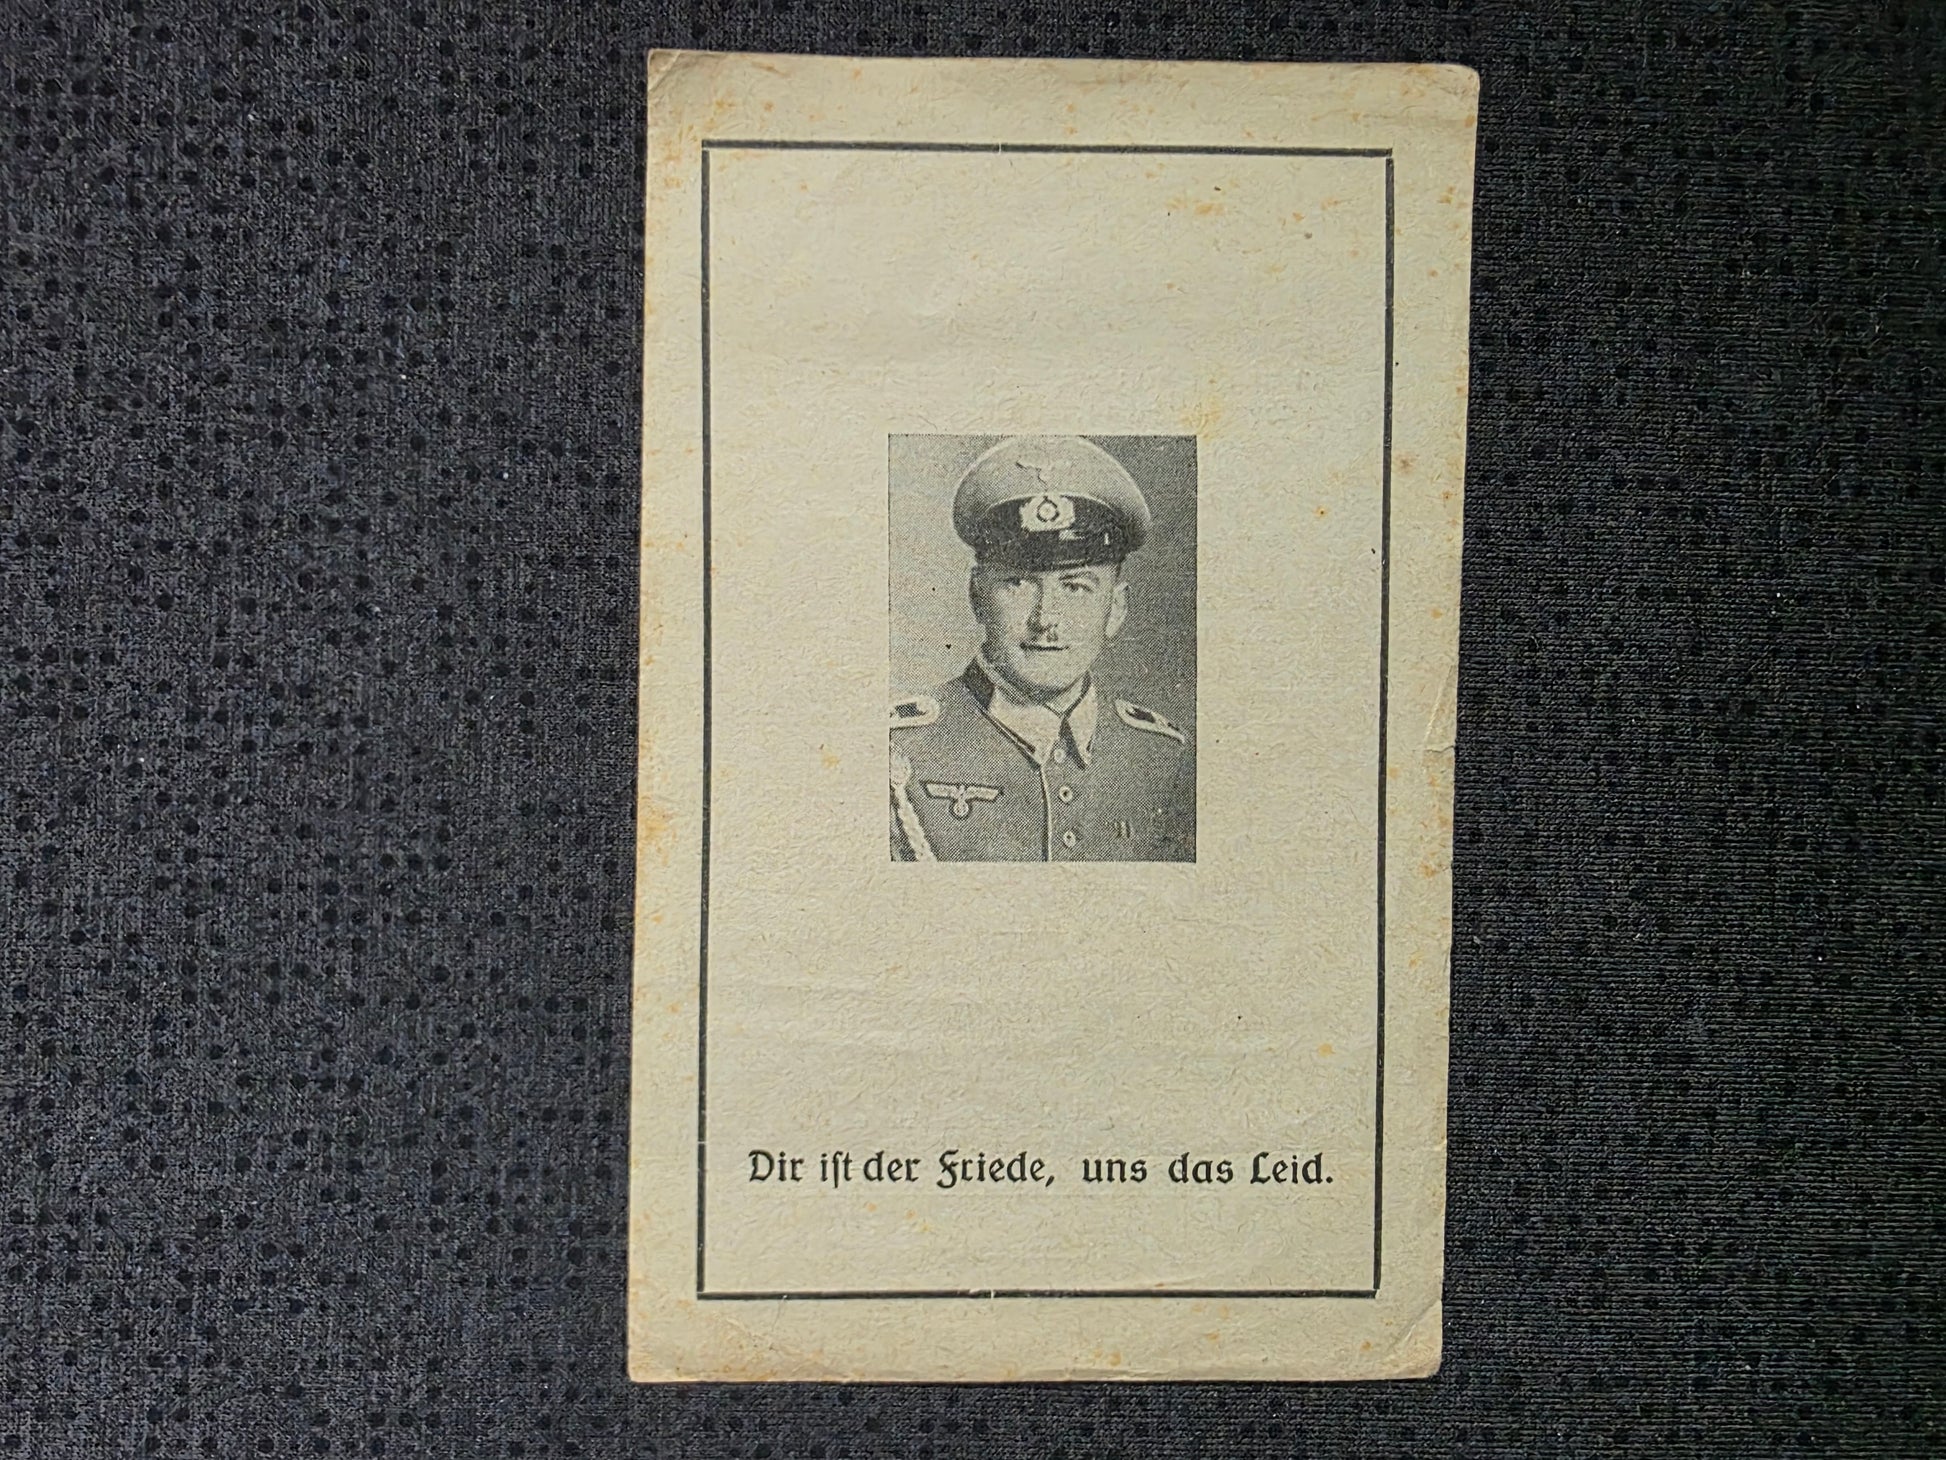 Dir iſt der Friede, uns das Leid.